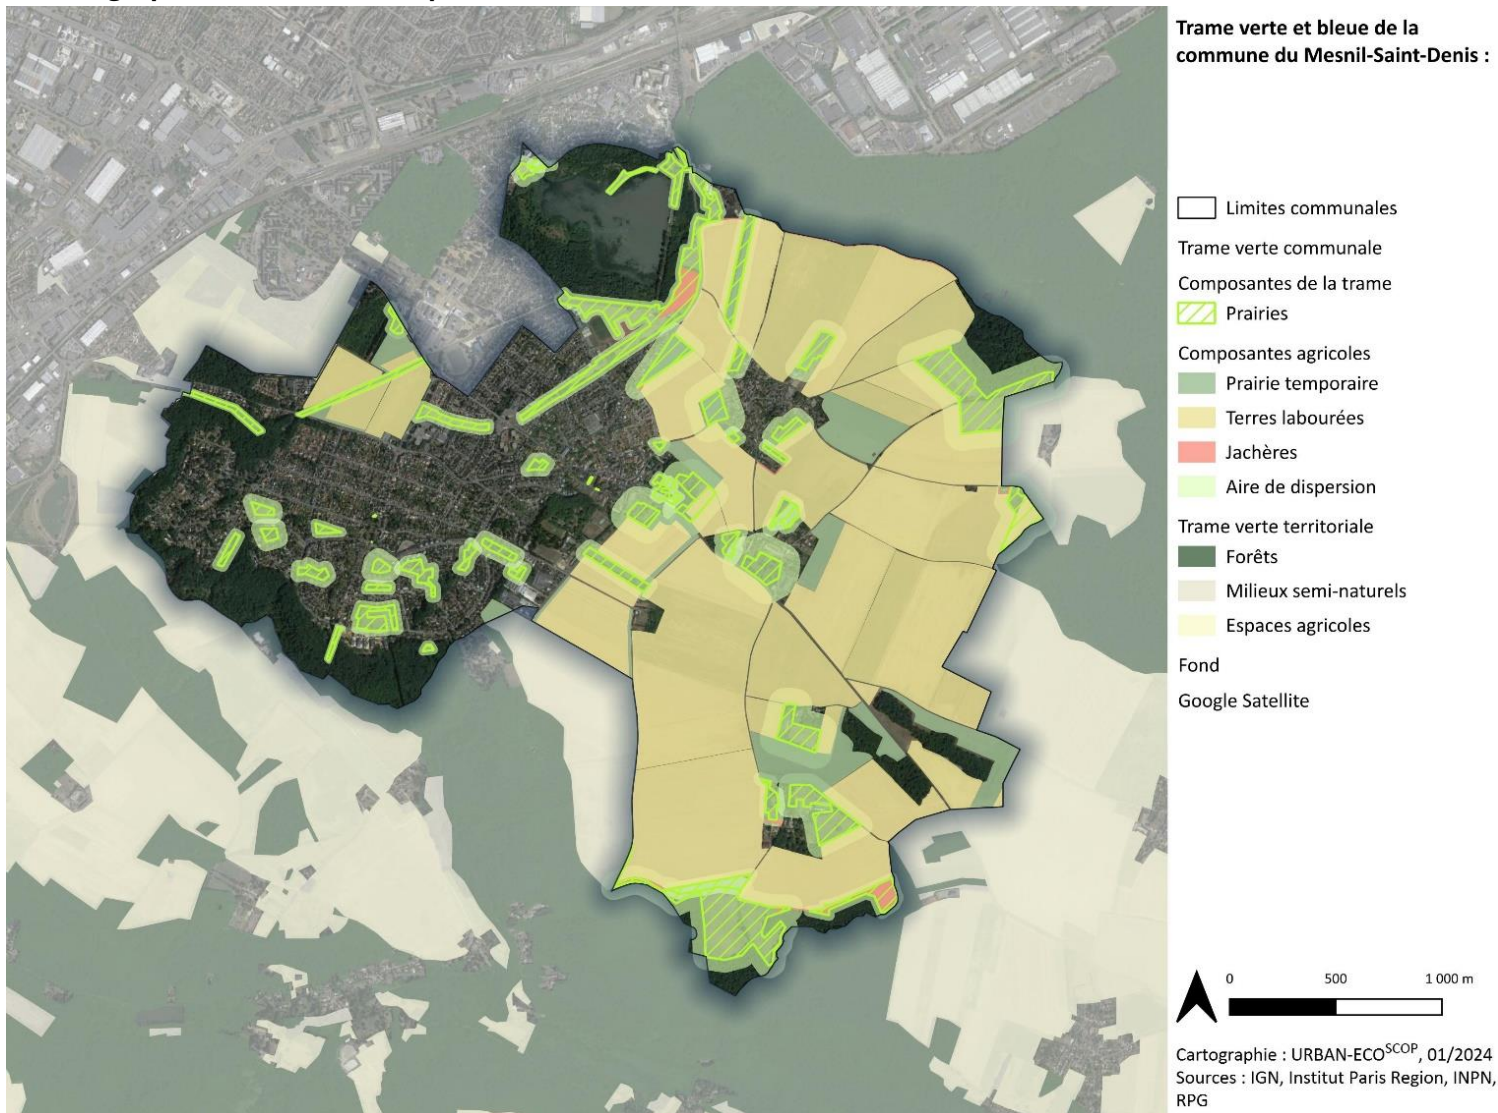 Trame verte et bleue de la
commune du Mesnil-Saint-Denis :
Limites communales
Trame verte communale
Composantes de la trame
Prairies
Composantes agricoles
Prairie temporaire
Terres labourées
Jachères
Aire de dispersion
Trame verte territoriale
Forêts
Milieux semi-naturels
Espaces agricoles
Fond
Google Satellite
0 500 1 000 m
Cartographie : URBAN-ECOSCOP, 01/2024
Sources : IGN, Institut Paris Region, INPN,
RPG